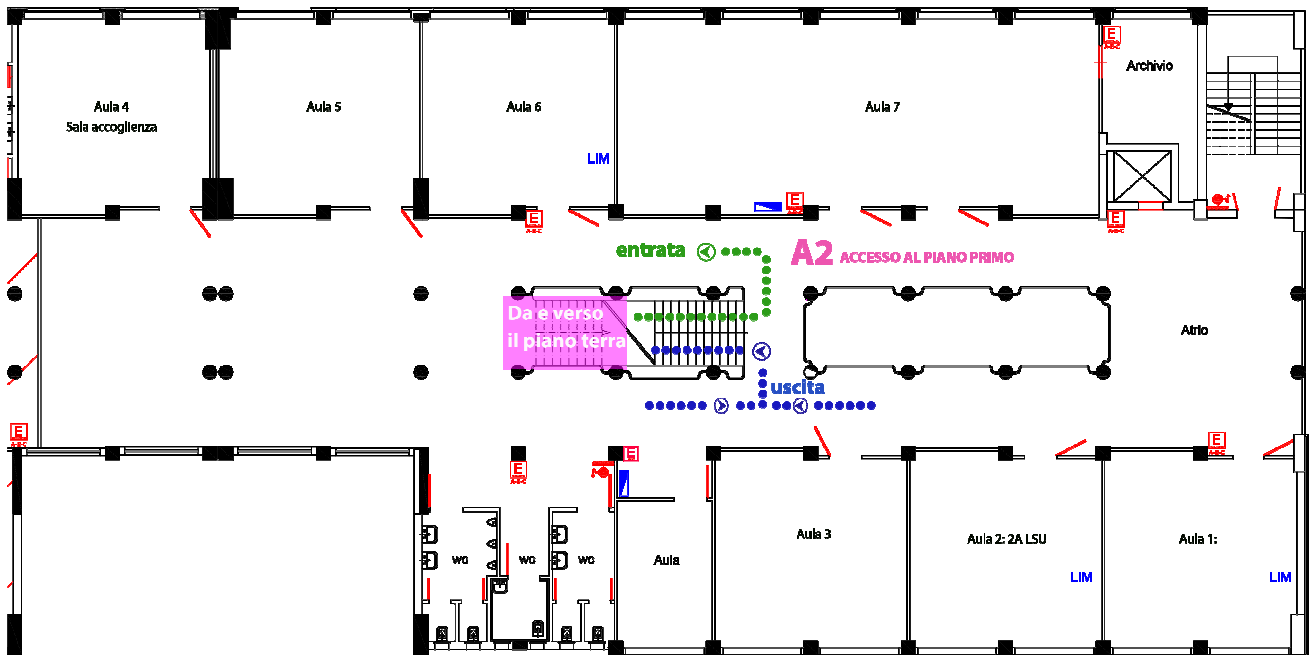 Aula 4
Sala accoglienza
Aula 5
Aula 6
LIM
Aula 7
Archivio
E
A-B-C
E
A-B-C
E
A-B-C
E
A-B-C
entrata
A2 ACCESSO AL PIANO PRIMO
Da e verso
il piano terra
Atrio
uscita
E
A-B-C
E
A-B-C
E
E
A-B-C
wc
wc
wc
Aula
Aula 3
Aula 2: 2A LSU
LIM
Aula 1:
LIM